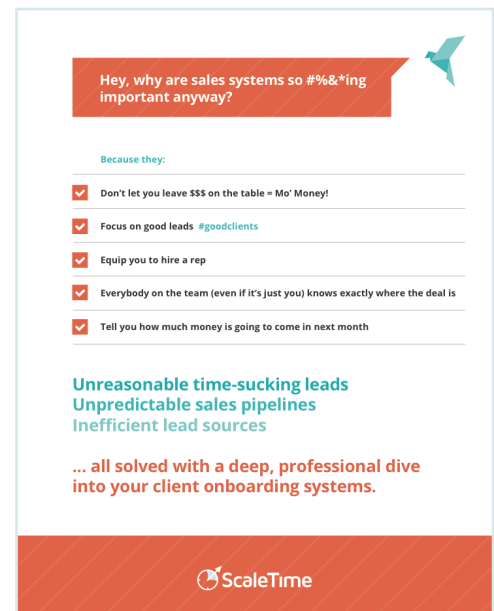 Hey, why are sales systems so #%&*ing
important anyway?
Because they:
Don't let you leave $$$ on the table = Mo' Money!
Focus on good leads #goodclients
Equip you to hire a rep
Everybody on the team (even if it's just you) knows exactly where the deal is
Tell you how much money is going to come in next month
Unreasonable time-sucking leads
Unpredictable sales pipelines
Inefficient lead sources
... all solved with a deep, professional dive
into your client onboarding systems.
ScaleTime